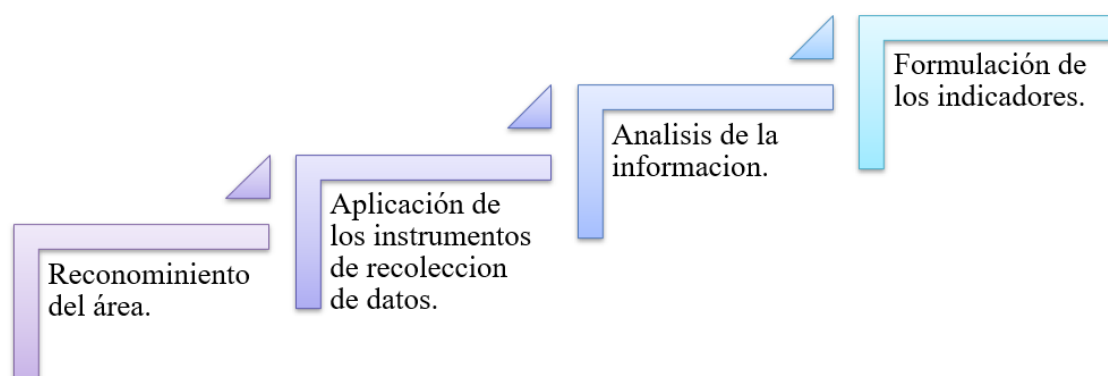 Reconominiento
del área.
Aplicación de
los instrumentos
de recoleccion
de datos.
Analisis de la
informacion.
Formulación de
los indicadores.